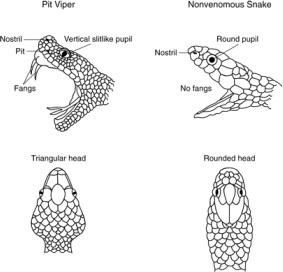 Pit Viper
Nostril
Pit
Vertical slitlike pupil
Fangs
Nonvenomous Snake
Nostril
Round pupil
No fangs
Triangular head
Rounded head